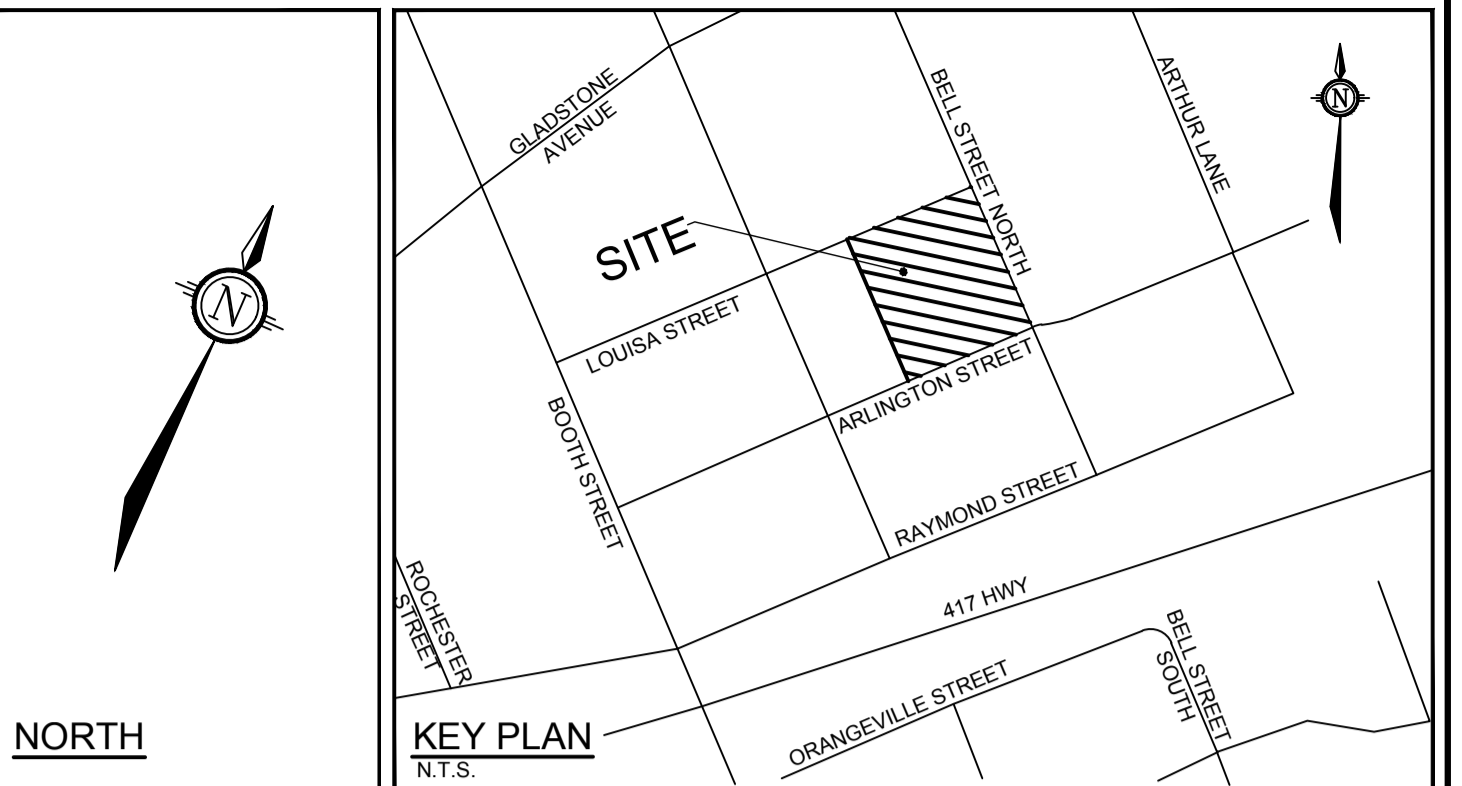 N
NORTH
GLADSTONE
AVENUE
BELL STREET NORTH
ARTHUR LANE
N
SITE
LOUISA STREET
ARLINGTON STREET
BOOTH STREET
RAYMOND STREET
ROCHESTER
STREET
417 HWY
ORANGEVILLE STREET
BELL STREET
SOUTH
KEY PLAN
N.T.S.